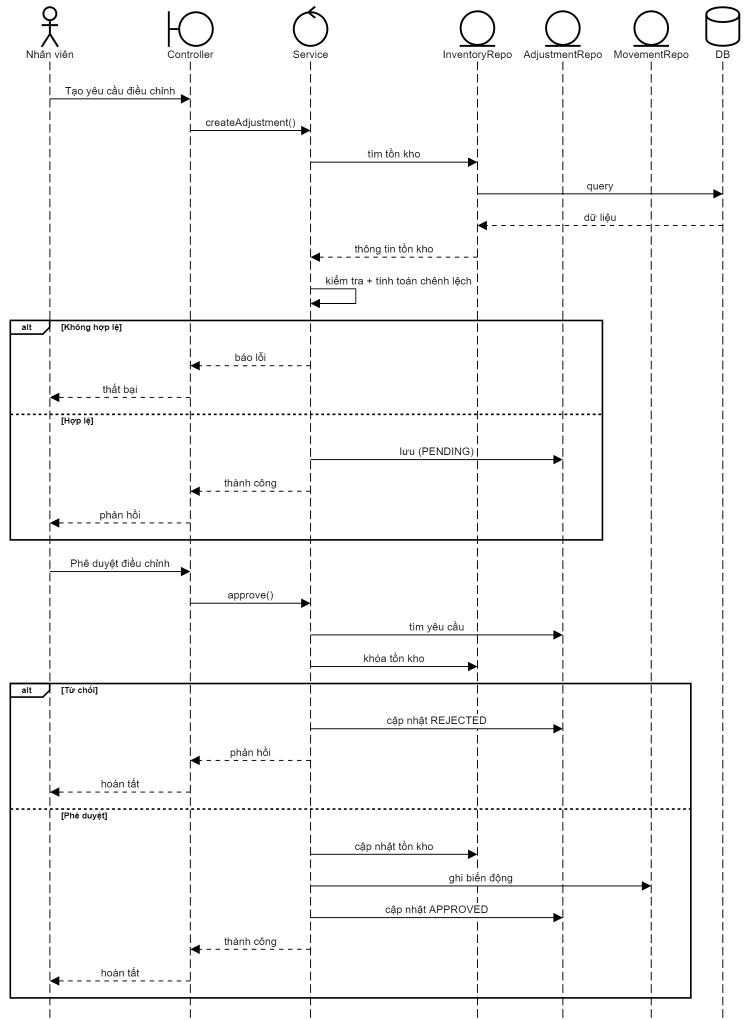 Nhân viên
Controller
Service
InventoryRepo
AdjustmentRepo
MovementRepo
DB
Tạo yêu cầu điều chỉnh
createAdjustment()
tìm tồn kho
query
dữ liệu
thông tin tồn kho
kiểm tra + tính toán chênh lệch
alt
[Không hợp lệ]
báo lỗi
thất bại
[Hợp lệ]
lưu (PENDING)
thành công
phản hồi
Phê duyệt điều chỉnh
approve()
tìm yêu cầu
khóa tồn kho
alt
[Từ chối]
cập nhật REJECTED
phản hồi
hoàn tất
[Phê duyệt]
cập nhật tồn kho
ghi biến động
cập nhật APPROVED
thành công
hoàn tất